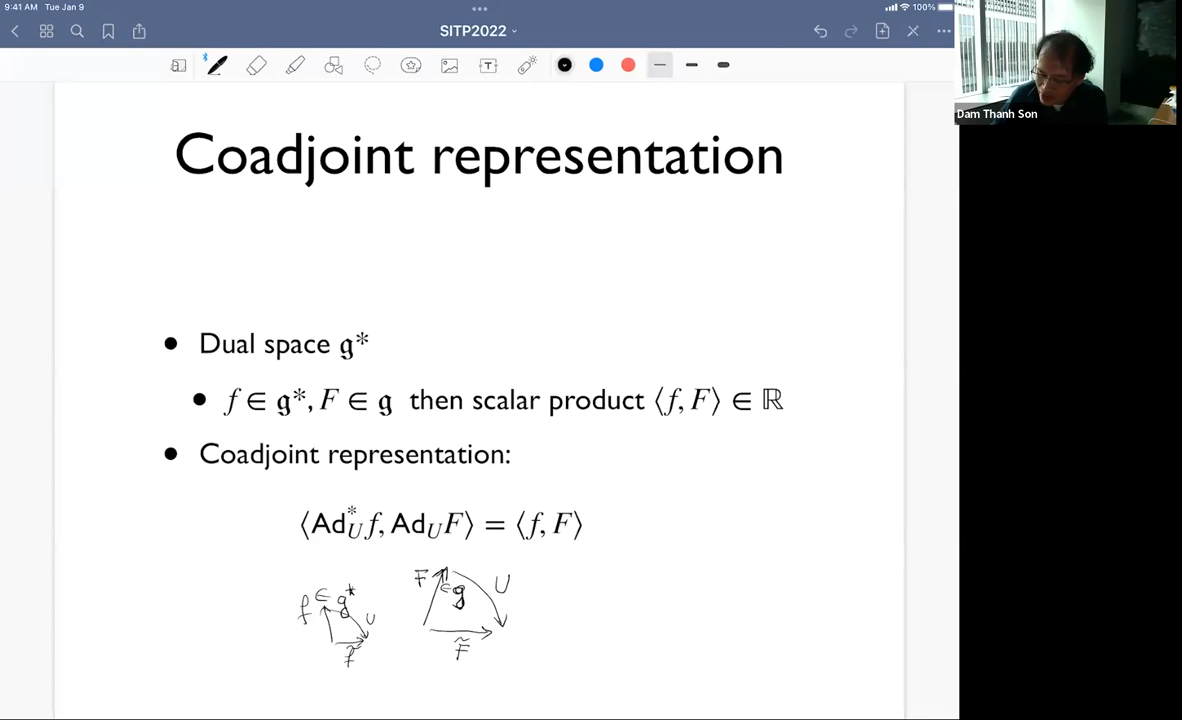 9:41 AM Tue Jan 9
100%
SITP2022
Dam Thanh Son
Coadjoint representation
• Dual space 𝔤*
• f ∈ 𝔤*, F ∈ 𝔤 then scalar product ⟨f, F⟩ ∈ ℝ
• Coadjoint representation:
⟨Ad*_U f, Ad_U F⟩ = ⟨f, F⟩
f ∈ g* U f̃
F ∈ g U F̃